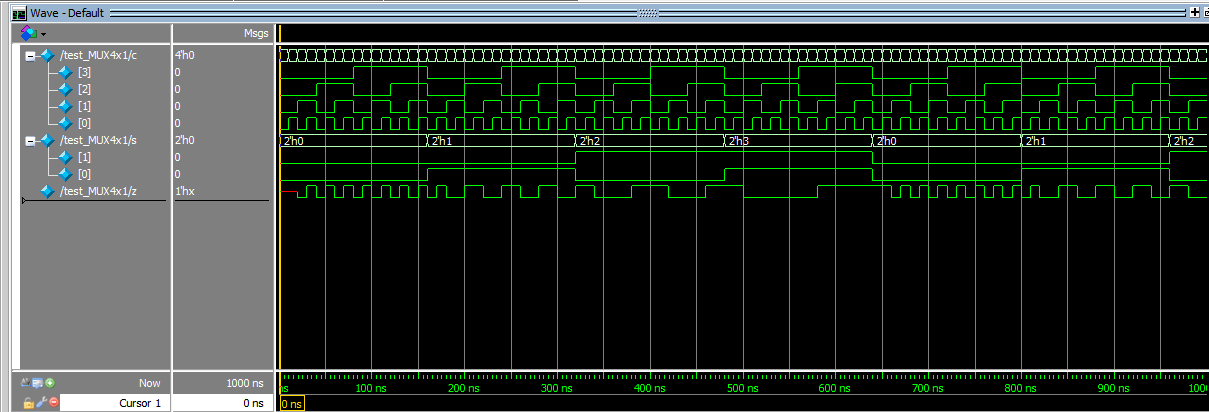 Wave - Default
Msgs
/test_MUX4x1/c 4'h0
[3] 0
[2] 0
[1] 0
[0] 0
/test_MUX4x1/s 2'h0 2'h0 2'h1 2'h2 2'h3 2'h0 2'h1 2'h2
[1] 0
[0] 0
/test_MUX4x1/z 1'hx
Now 1000 ns ns 100 ns 200 ns 300 ns 400 ns 500 ns 600 ns 700 ns 800 ns 900 ns 1000
Cursor 1 0 ns 0 ns